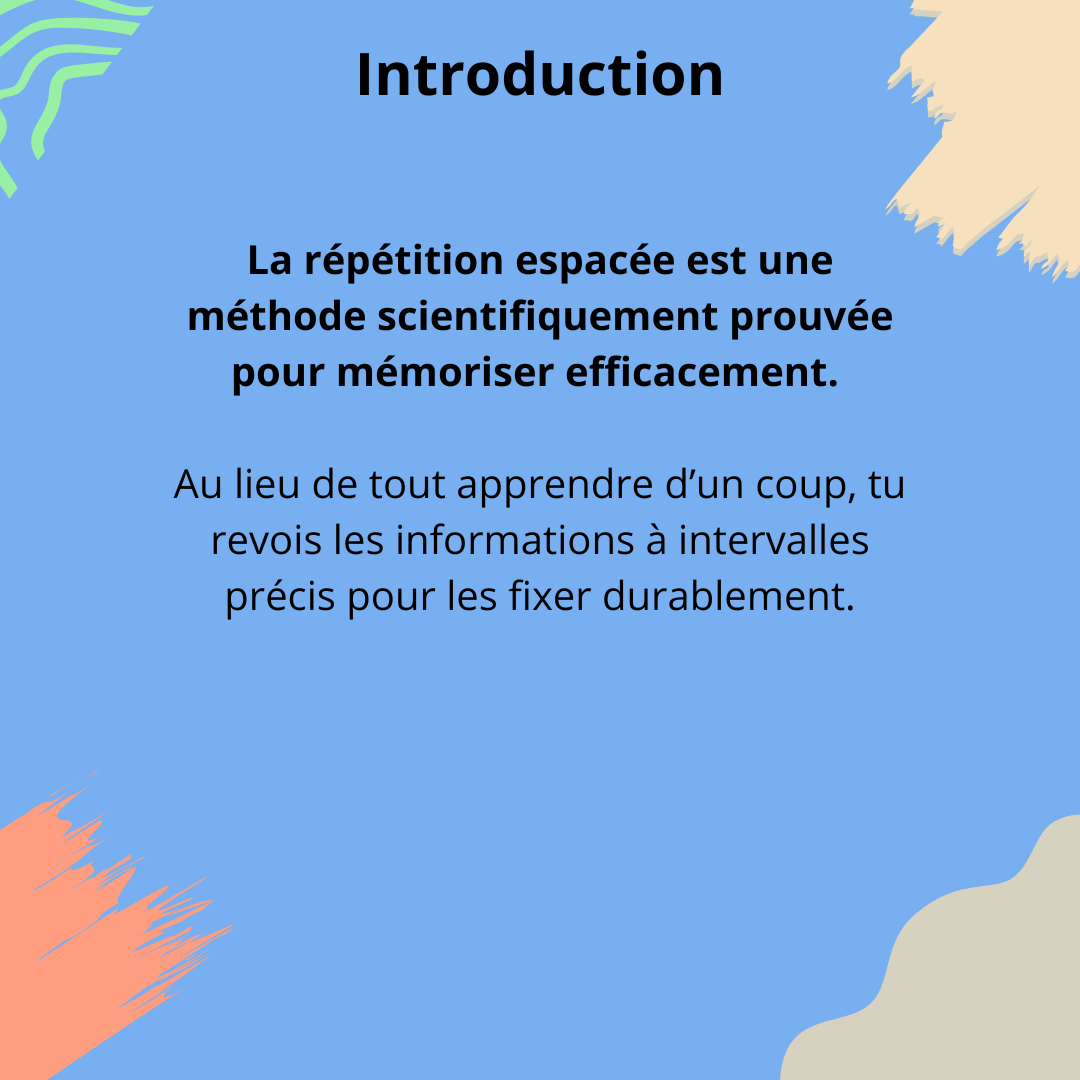 Introduction
La répétition espacée est une
méthode scientifiquement prouvée
pour mémoriser efficacement.
Au lieu de tout apprendre d’un coup, tu
revois les informations à intervalles
précis pour les fixer durablement.